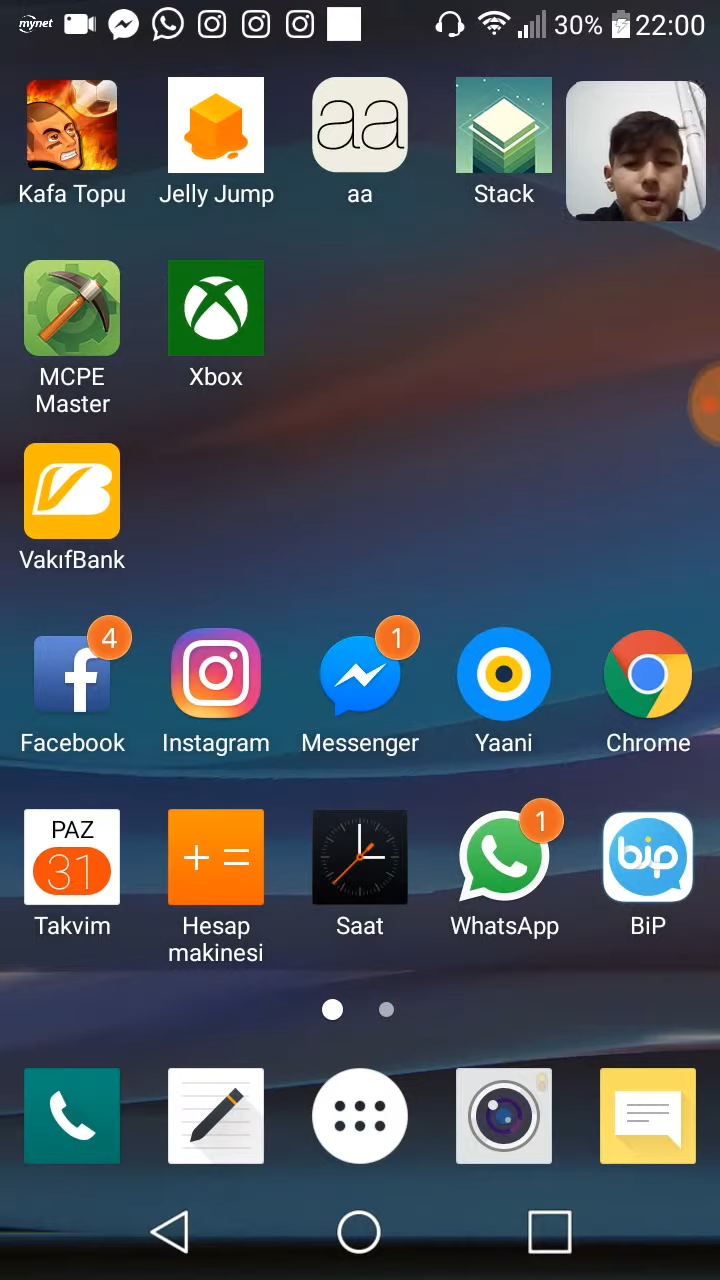 mynet 30% 22:00
aa
Kafa Topu Jelly Jump aa Stack
MCPE Master Xbox
VakıfBank
4 1
Facebook Instagram Messenger Yaani Chrome
PAZ
31
1
bip
Takvim Hesap makinesi Saat WhatsApp BiP